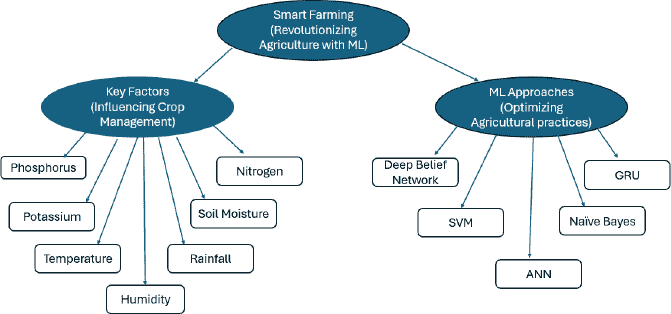 Smart Farming
(Revolutionizing
Agriculture with ML)
Key Factors
(Influencing Crop
Management)
ML Approaches
(Optimizing
Agricultural practices)
Phosphorus
Nitrogen
Potassium
Soil Moisture
Temperature
Rainfall
Humidity
Deep Belief
Network
GRU
SVM
Naïve Bayes
ANN